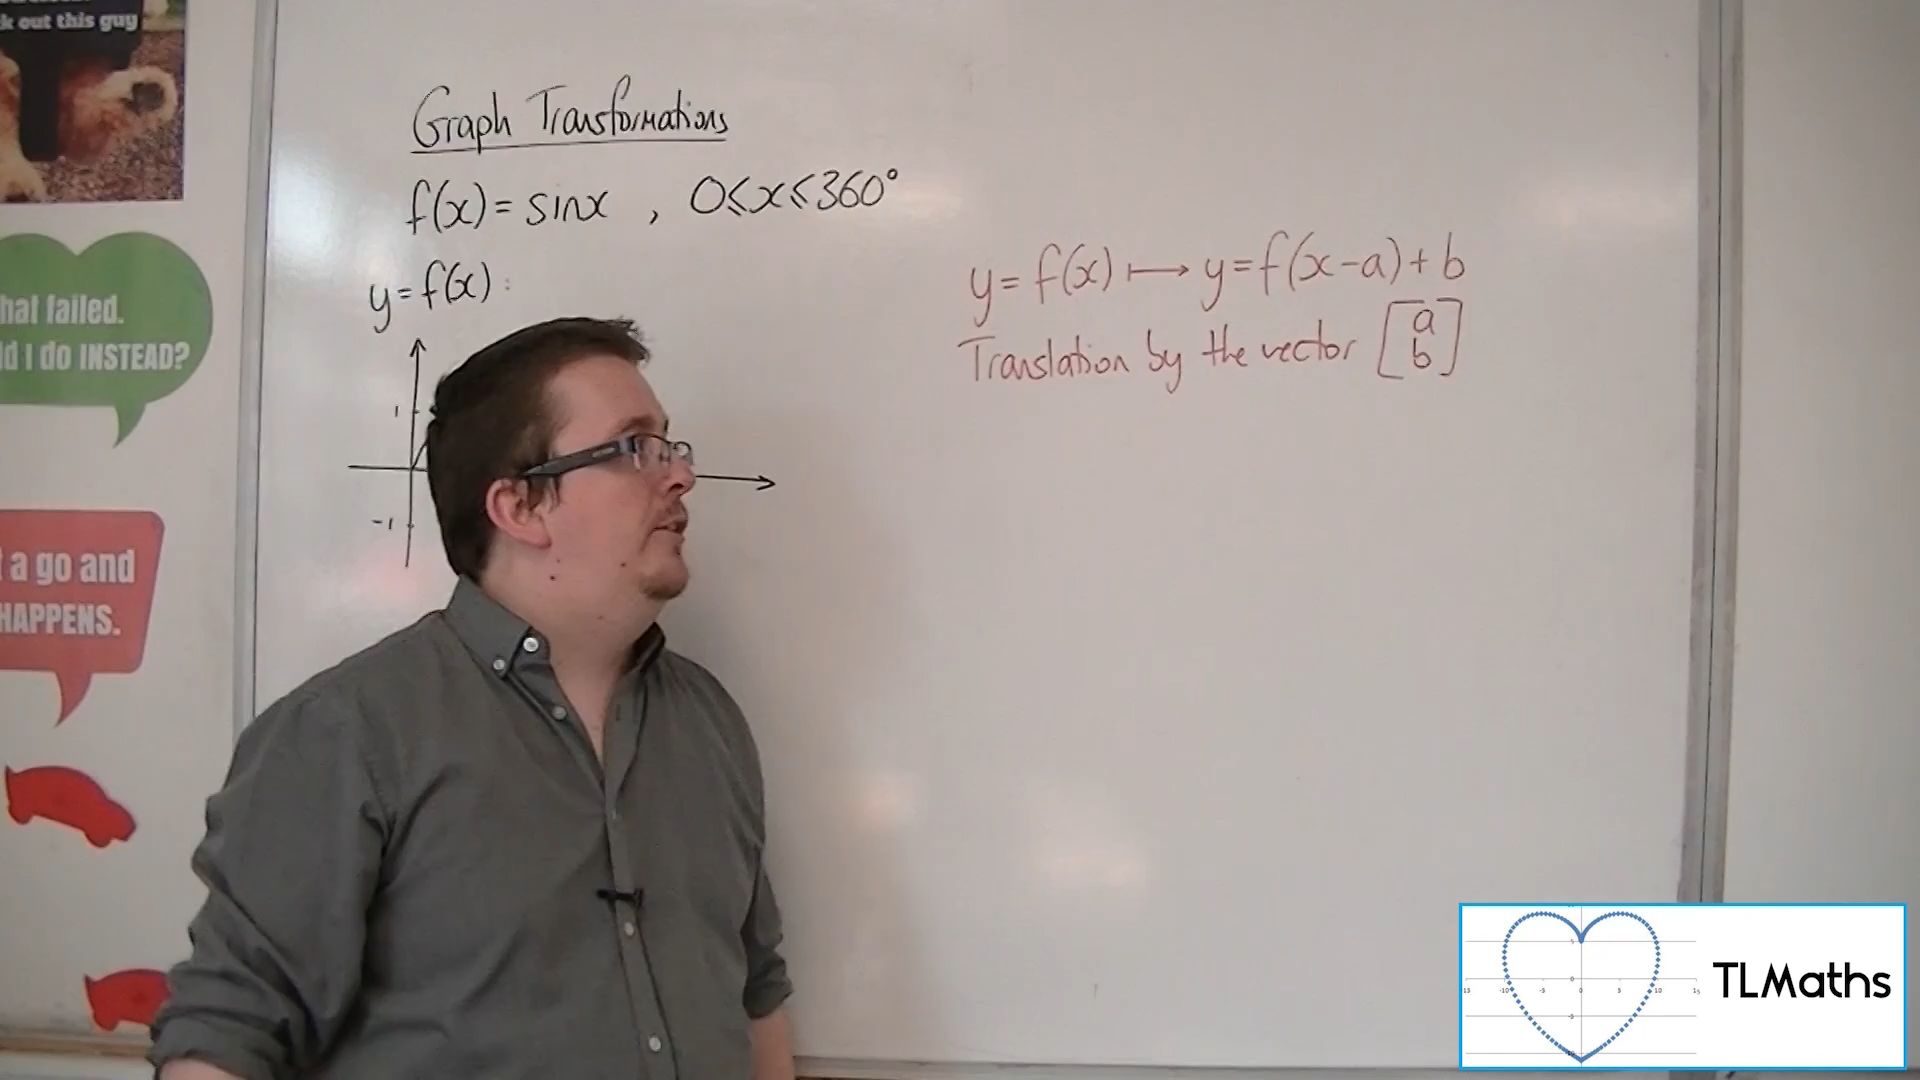 k out this guy
hat failed.
d I do INSTEAD?
a go and
HAPPENS.
Graph Transformations
f(x) = sinx , 0≤x≤360°
y = f(x) :
1
-1
y = f(x) ⟼ y = f(x-a) + b
Translation by the vector [a
b]
TLMaths